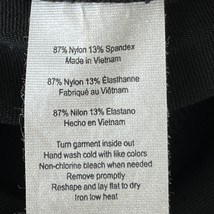 87% Nylon 13% Spandex
Made in Vietnam
87% Nylon 13% Élasthanne
Fabriqué au Viêtnam
87% Nilon 13% Elastano
Hecho en Vietnam
Turn garment inside out
Hand wash cold with like colors
Non-chlorine bleach when needed
Remove promptly
Reshape and lay flat to dry
Iron low heat